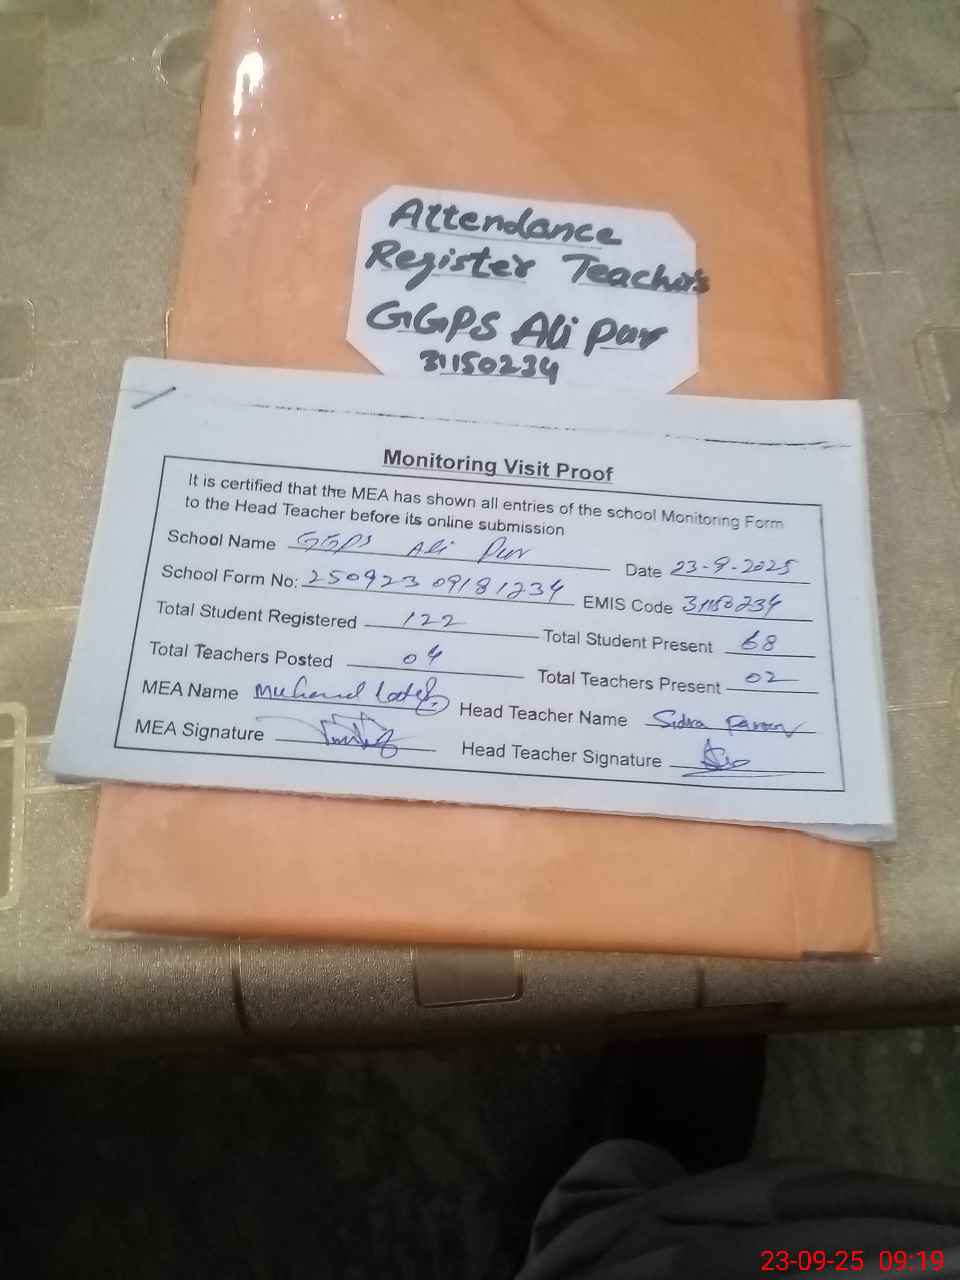 Attendance
Register Teachers
GGPS Ali Pur
31150234
Monitoring Visit Proof
It is certified that the MEA has shown all entries of the school Monitoring Form
to the Head Teacher before its online submission
School Name GGPS Ali Pur Date 23-9-2025
School Form No: 250923 09181234 EMIS Code 31150234
Total Student Registered 122 Total Student Present 68
Total Teachers Posted 04 Total Teachers Present 02
MEA Name Head Teacher Name Sidra
MEA Signature Head Teacher Signature
23-09-25 09:19